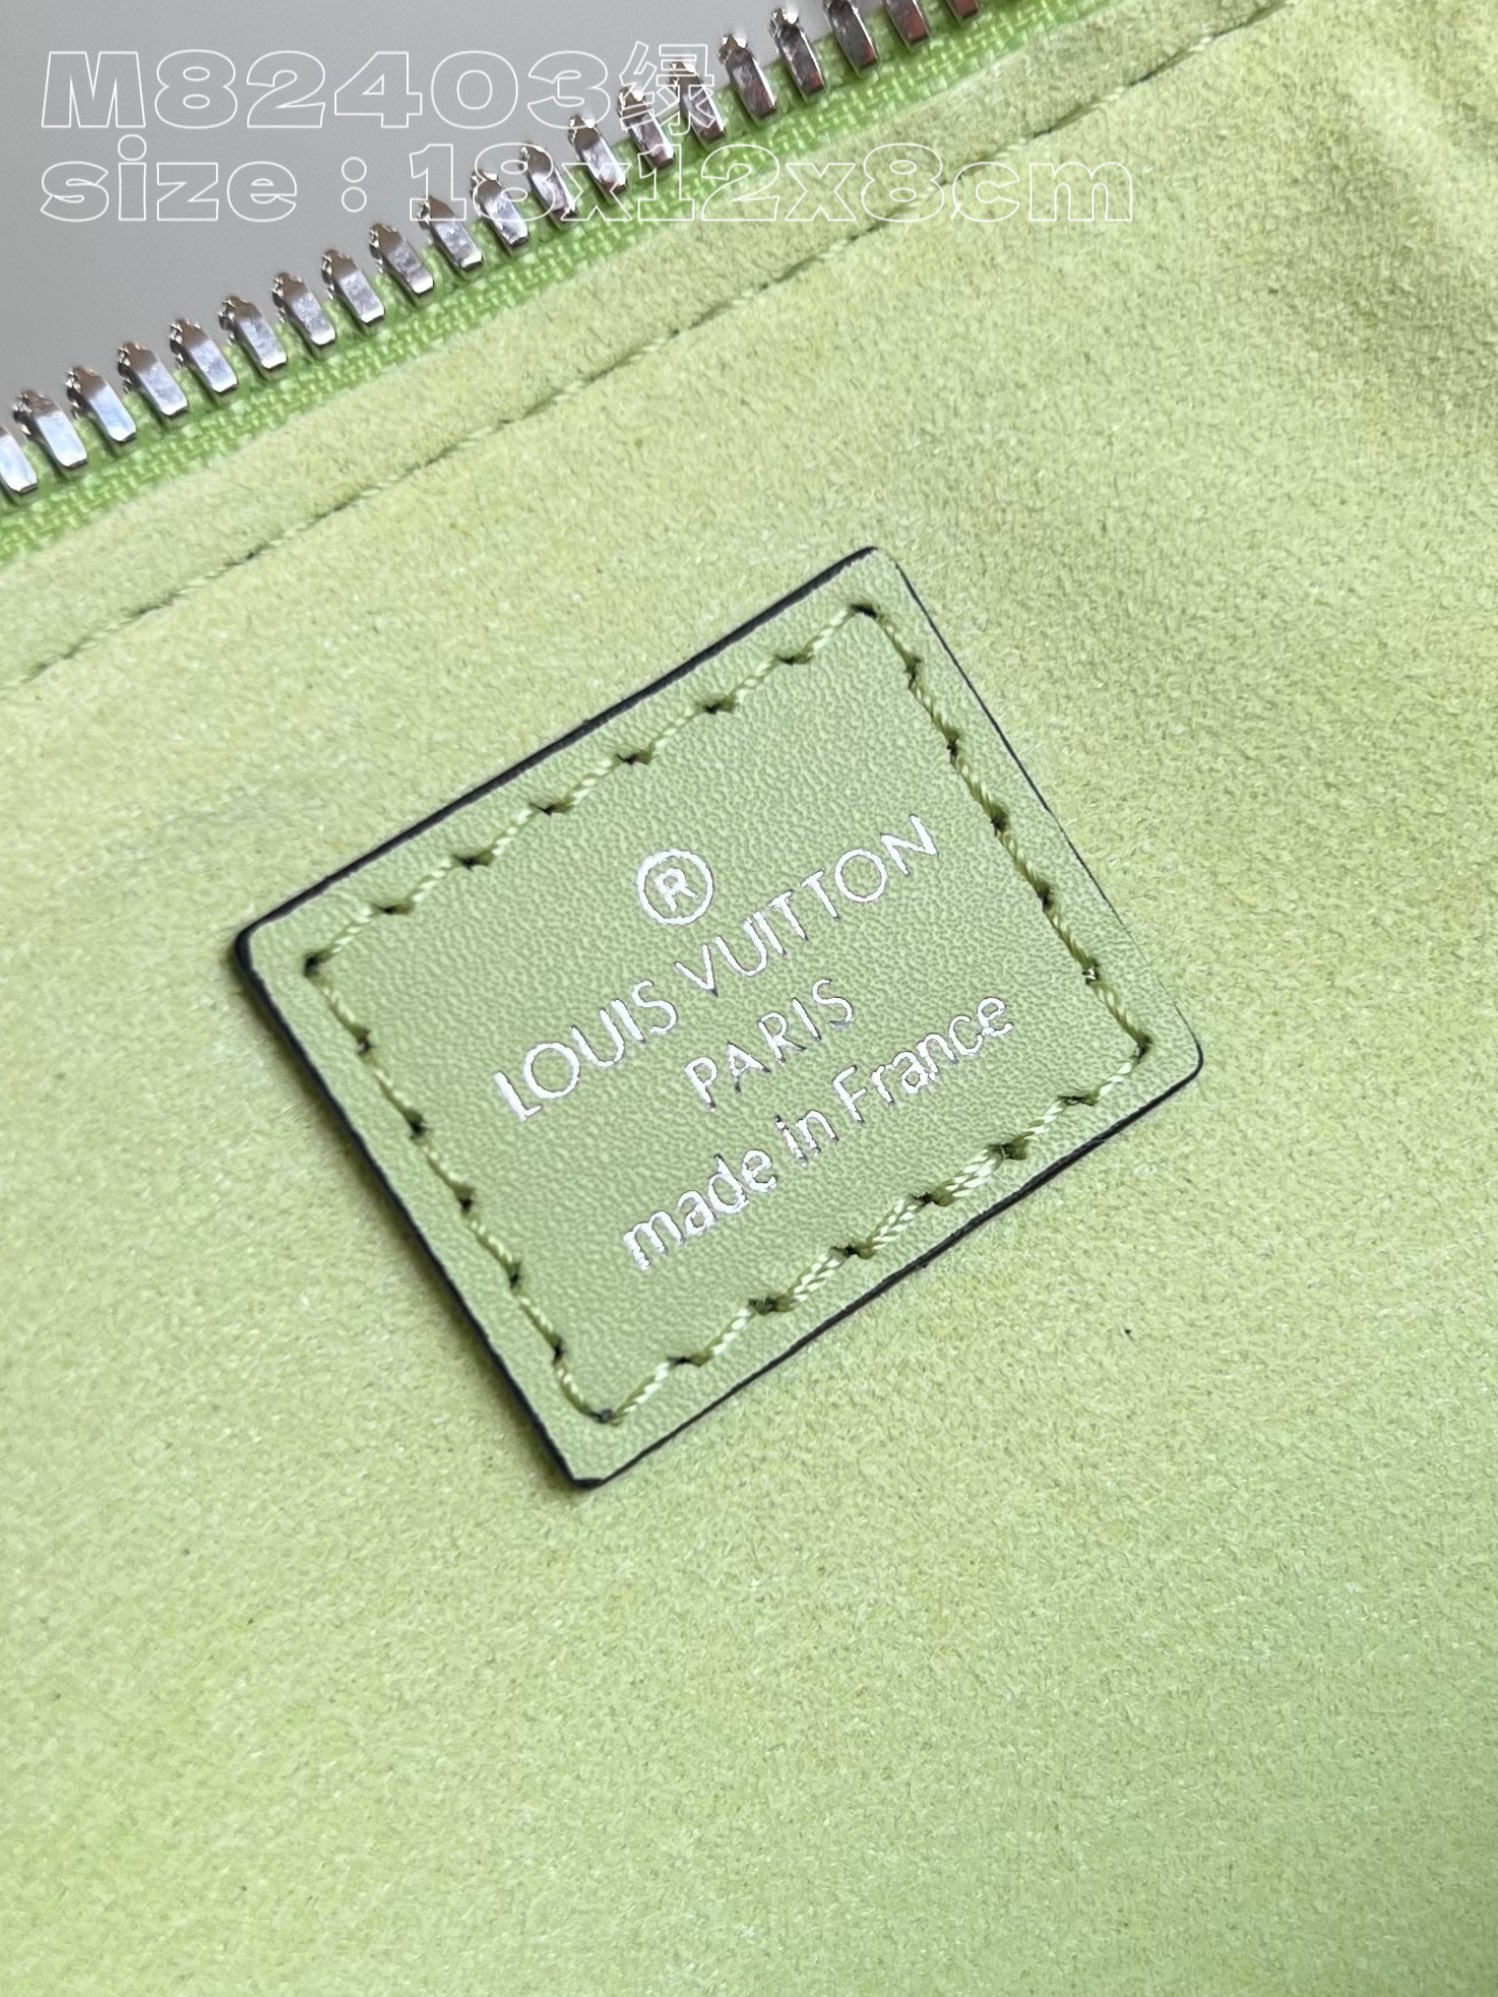 M82403绿
size：18x12x8cm
®
LOUIS VUITTON
PARIS
made in France